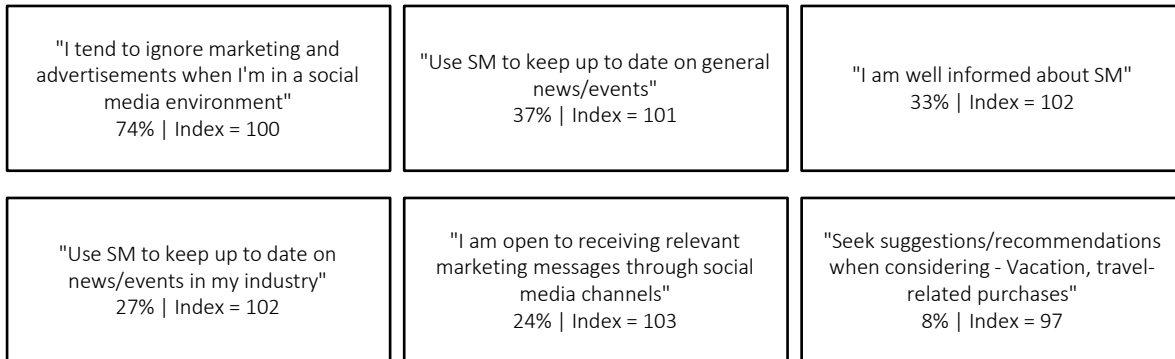 "I tend to ignore marketing and
advertisements when I'm in a social
media environment"
74% | Index = 100
"Use SM to keep up to date on general
news/events"
37% | Index = 101
"I am well informed about SM"
33% | Index = 102
"Use SM to keep up to date on
news/events in my industry"
27% | Index = 102
"I am open to receiving relevant
marketing messages through social
media channels"
24% | Index = 103
"Seek suggestions/recommendations
when considering - Vacation, travel-
related purchases"
8% | Index = 97